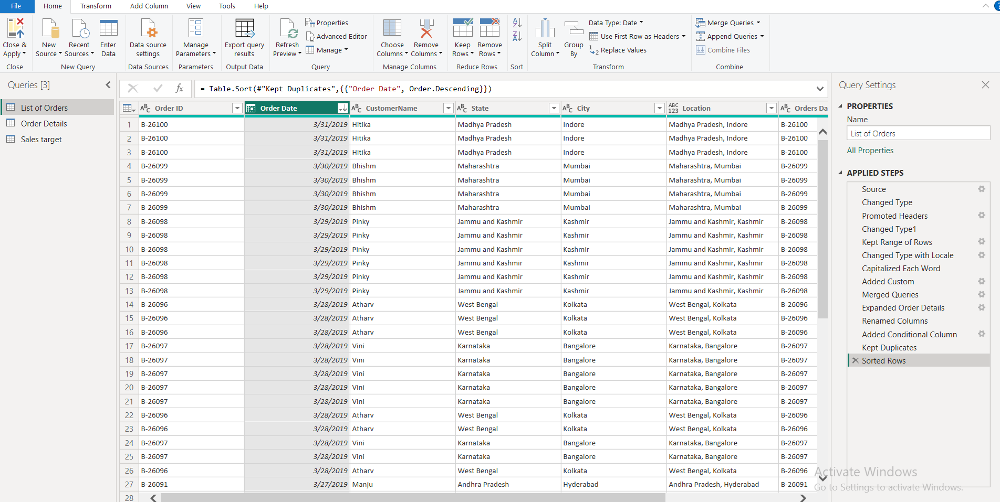 File Home Transform Add Column View Tools Help
Close & Apply
New Source
Recent Sources
Enter Data
Data source settings
Manage Parameters
Export query results
Refresh Preview
Properties
Advanced Editor
Manage
Choose Columns
Remove Columns
Keep Rows
Remove Rows
Split Column
Group By
Data Type: Date
Use First Row as Headers
Replace Values
Merge Queries
Append Queries
Combine Files
Close New Query Data Sources Parameters Output Data Query Manage Columns Reduce Rows Sort Transform Combine
Queries [3]
List of Orders
Order Details
Sales target
= Table.Sort(#"Kept Duplicates",{{"Order Date", Order.Descending}})
Order ID Order Date CustomerName State City Location Orders Da
1 B-26100 3/31/2019 Hitika Madhya Pradesh Indore Madhya Pradesh, Indore B-26100
2 B-26100 3/31/2019 Hitika Madhya Pradesh Indore Madhya Pradesh, Indore B-26100
3 B-26100 3/31/2019 Hitika Madhya Pradesh Indore Madhya Pradesh, Indore B-26100
4 B-26099 3/30/2019 Bhishm Maharashtra Mumbai Maharashtra, Mumbai B-26099
5 B-26099 3/30/2019 Bhishm Maharashtra Mumbai Maharashtra, Mumbai B-26099
6 B-26099 3/30/2019 Bhishm Maharashtra Mumbai Maharashtra, Mumbai B-26099
7 B-26099 3/30/2019 Bhishm Maharashtra Mumbai Maharashtra, Mumbai B-26099
8 B-26098 3/29/2019 Pinky Jammu and Kashmir Kashmir Jammu and Kashmir, Kashmir B-26098
9 B-26098 3/29/2019 Pinky Jammu and Kashmir Kashmir Jammu and Kashmir, Kashmir B-26098
10 B-26098 3/29/2019 Pinky Jammu and Kashmir Kashmir Jammu and Kashmir, Kashmir B-26098
11 B-26098 3/29/2019 Pinky Jammu and Kashmir Kashmir Jammu and Kashmir, Kashmir B-26098
12 B-26098 3/29/2019 Pinky Jammu and Kashmir Kashmir Jammu and Kashmir, Kashmir B-26098
13 B-26098 3/29/2019 Pinky Jammu and Kashmir Kashmir Jammu and Kashmir, Kashmir B-26098
14 B-26096 3/28/2019 Atharv West Bengal Kolkata West Bengal, Kolkata B-26096
15 B-26096 3/28/2019 Atharv West Bengal Kolkata West Bengal, Kolkata B-26096
16 B-26096 3/28/2019 Atharv West Bengal Kolkata West Bengal, Kolkata B-26096
17 B-26097 3/28/2019 Vini Karnataka Bangalore Karnataka, Bangalore B-26097
18 B-26097 3/28/2019 Vini Karnataka Bangalore Karnataka, Bangalore B-26097
19 B-26097 3/28/2019 Vini Karnataka Bangalore Karnataka, Bangalore B-26097
20 B-26097 3/28/2019 Vini Karnataka Bangalore Karnataka, Bangalore B-26097
21 B-26097 3/28/2019 Vini Karnataka Bangalore Karnataka, Bangalore B-26097
22 B-26096 3/28/2019 Atharv West Bengal Kolkata West Bengal, Kolkata B-26096
23 B-26096 3/28/2019 Atharv West Bengal Kolkata West Bengal, Kolkata B-26096
24 B-26097 3/28/2019 Vini Karnataka Bangalore Karnataka, Bangalore B-26097
25 B-26097 3/28/2019 Vini Karnataka Bangalore Karnataka, Bangalore B-26097
26 B-26096 3/28/2019 Atharv West Bengal Kolkata West Bengal, Kolkata B-26096
27 B-26091 3/27/2019 Manju Andhra Pradesh Hyderabad Andhra Pradesh, Hyderabad B-26091
28
Query Settings
PROPERTIES
Name
List of Orders
All Properties
APPLIED STEPS
Source
Changed Type
Promoted Headers
Changed Type1
Kept Range of Rows
Changed Type with Locale
Capitalized Each Word
Added Custom
Merged Queries
Expanded Order Details
Renamed Columns
Added Conditional Column
Kept Duplicates
Sorted Rows
Activate Windows
Go to Settings to activate Windows.